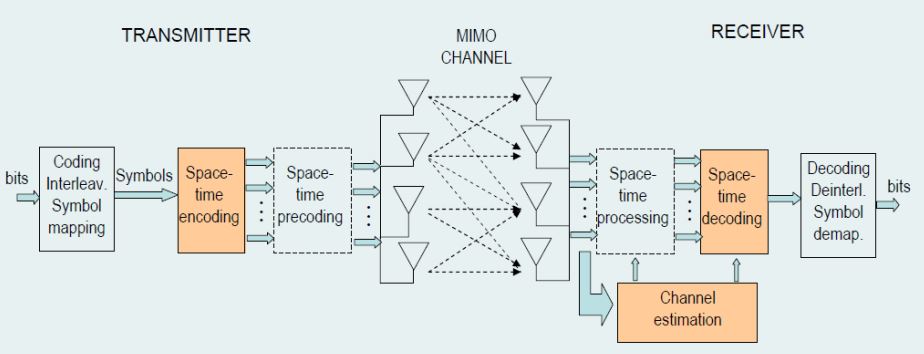 TRANSMITTER
MIMO
CHANNEL
RECEIVER
bits
Coding
Interleav.
Symbol
mapping
Symbols
Space-
time
encoding
Space-
time
precoding
Space-
time
processing
Space-
time
decoding
Decoding
Deinterl.
Symbol
demap.
bits
Channel
estimation